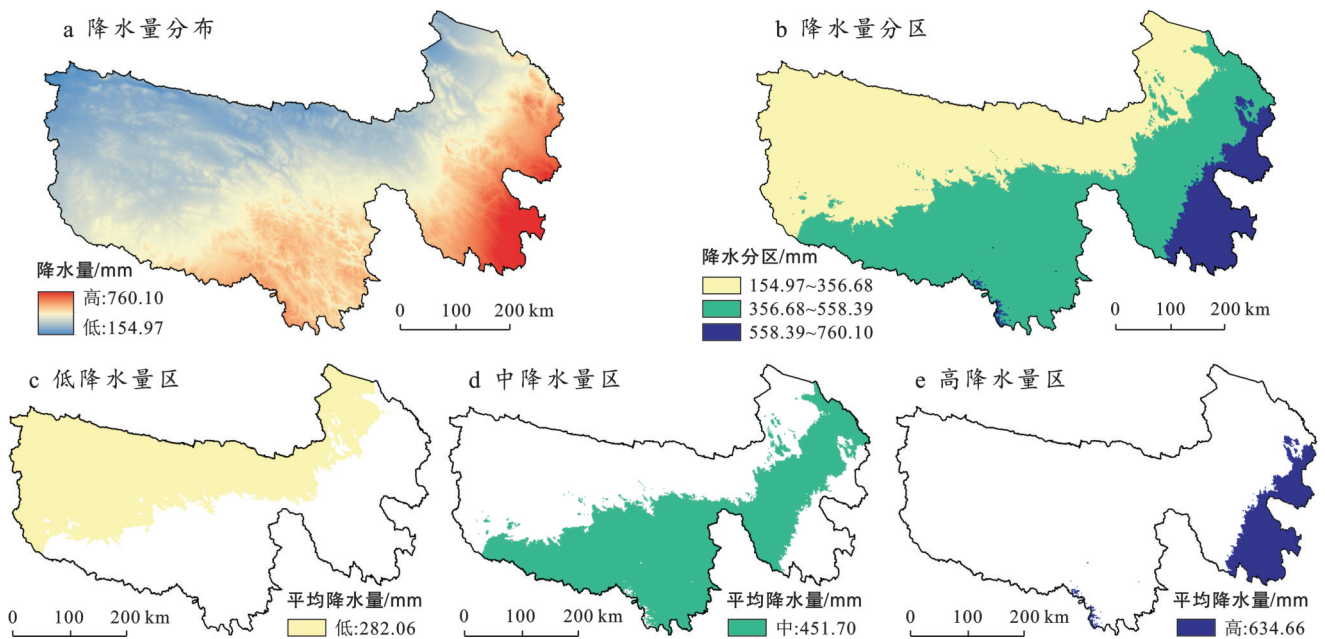 a 降水量分布
降水量/mm
高:760.10
低:154.97
0 100 200 km
b 降水量分区
降水分区/mm
154.97~356.68
356.68~558.39
558.39~760.10
0 100 200 km
c 低降水量区
平均降水量/mm
低:282.06
0 100 200 km
d 中降水量区
平均降水量/mm
中:451.70
0 100 200 km
e 高降水量区
平均降水量/mm
高:634.66
0 100 200 km